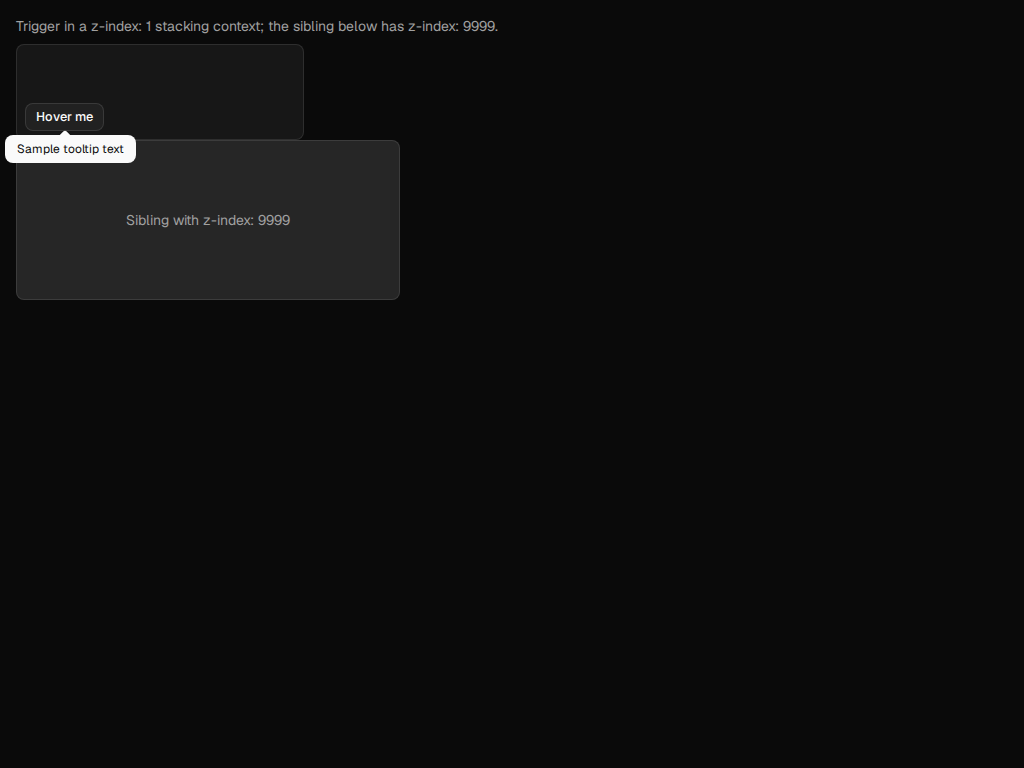 Trigger in a z-index: 1 stacking context; the sibling below has z-index: 9999.
Hover me
Sample tooltip text
Sibling with z-index: 9999